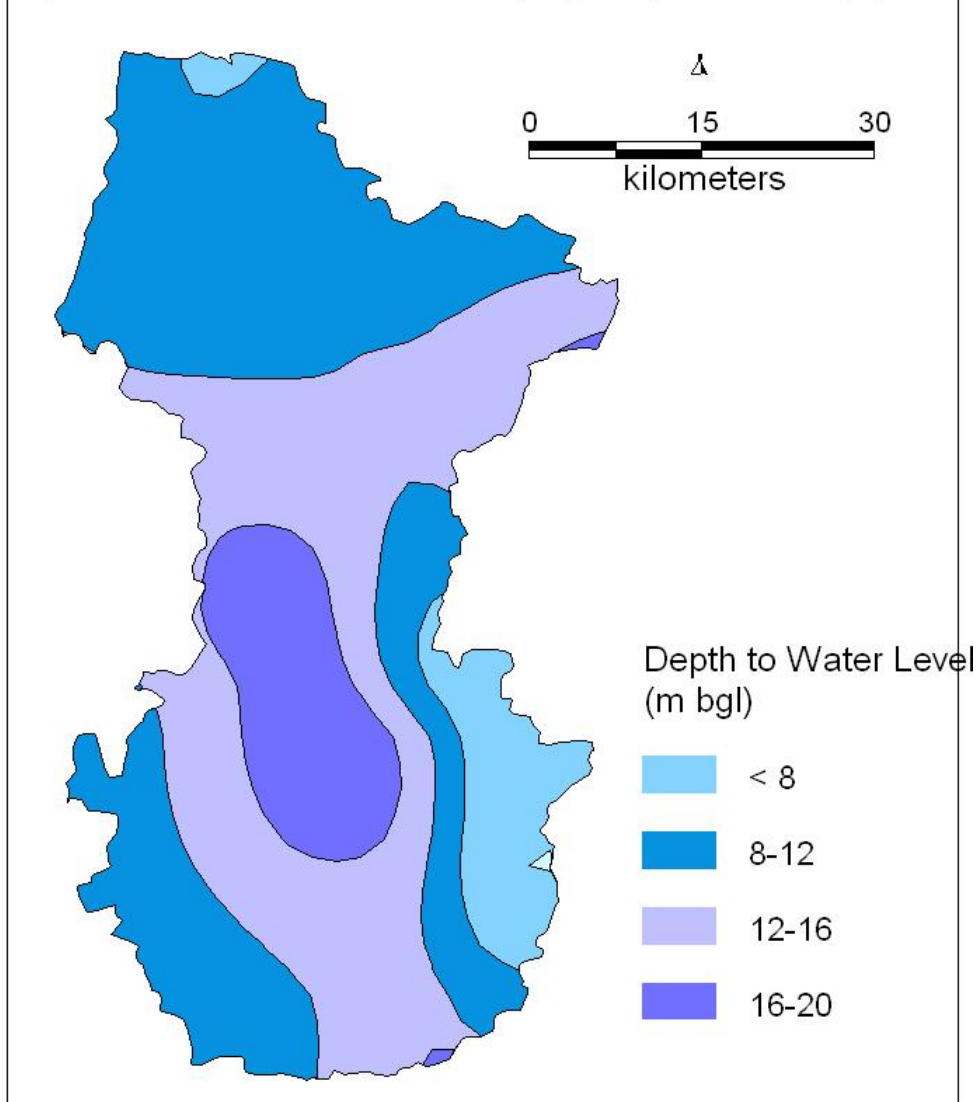 0 15 30
kilometers
Depth to Water Level
(m bgl)
< 8
8-12
12-16
16-20